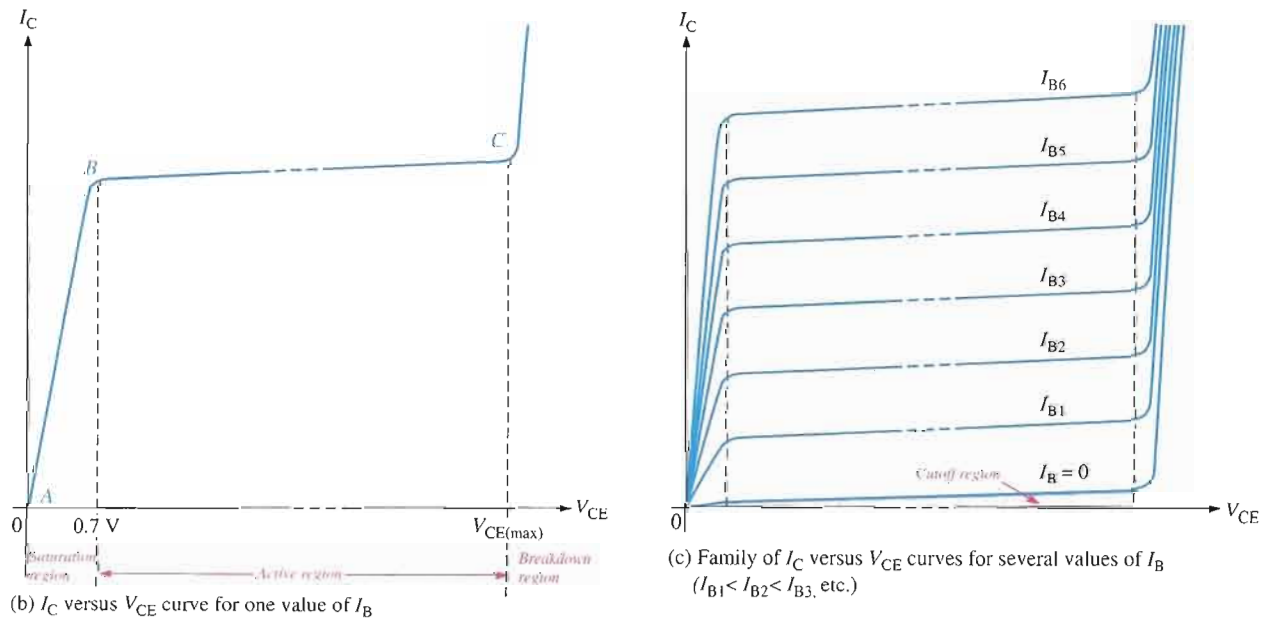 I_C
B
C
A
0
0.7 V
V_CE(max)
V_CE
Saturation region
Active region
Breakdown region
(b) I_C versus V_CE curve for one value of I_B
I_C
I_B6
I_B5
I_B4
I_B3
I_B2
I_B1
I_B = 0
Cutoff region
0
V_CE
(c) Family of I_C versus V_CE curves for several values of I_B
(I_B1 < I_B2 < I_B3, etc.)